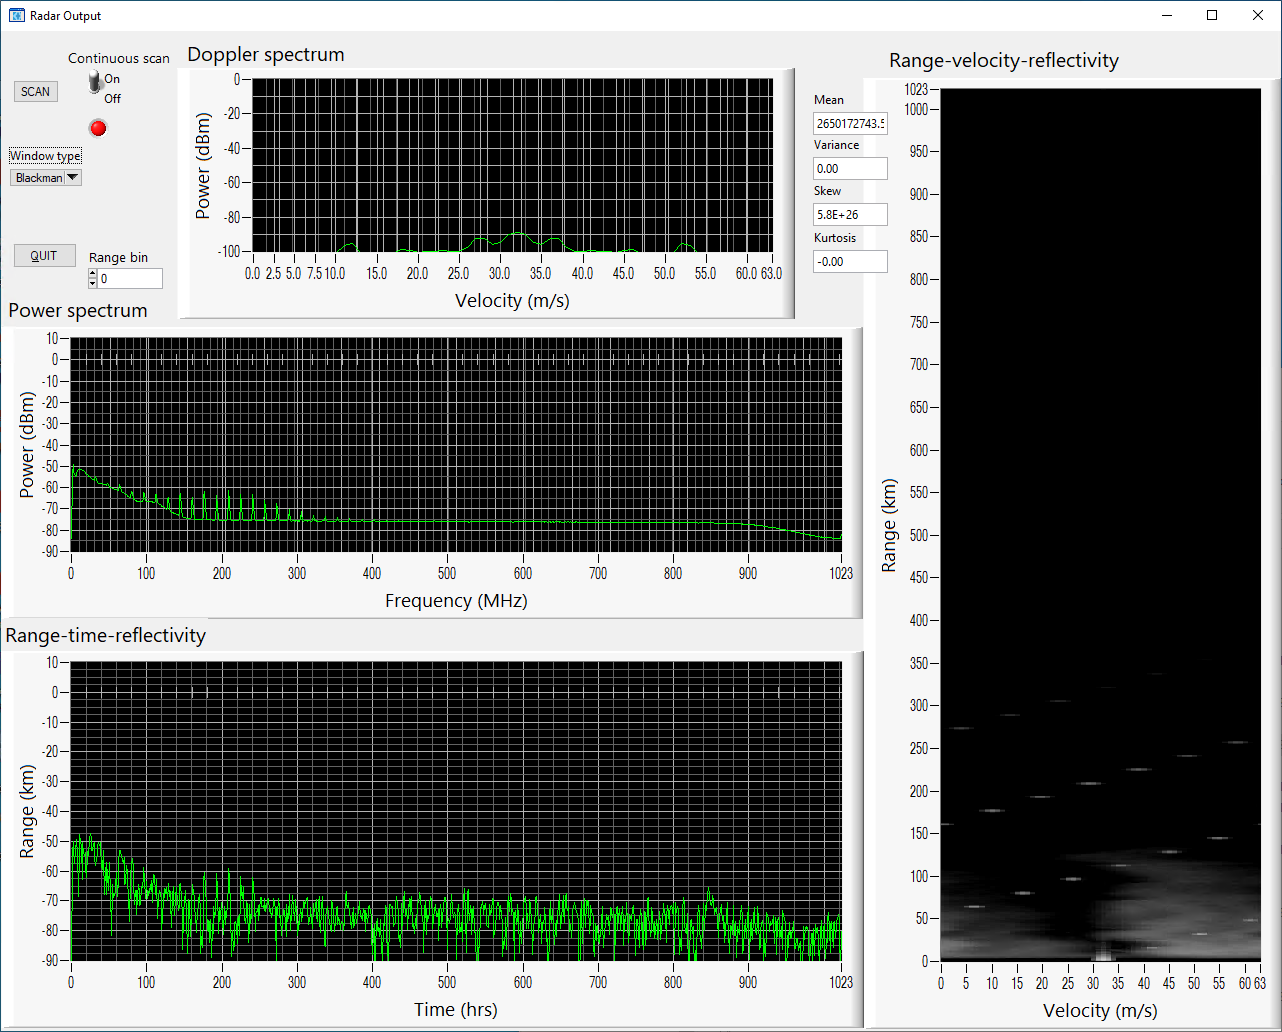 Radar Output
Continuous scan
On
Off
SCAN
Window type
Blackman
QUIT
Range bin
0
Doppler spectrum
Power (dBm)
0
-20
-40
-60
-80
-100
0.0 2.5 5.0 7.5 10.0 15.0 20.0 25.0 30.0 35.0 40.0 45.0 50.0 55.0 60.0 63.0
Velocity (m/s)
Mean
2650172743.5
Variance
0.00
Skew
5.8E+26
Kurtosis
-0.00
Power spectrum
Power (dBm)
10
0
-10
-20
-30
-40
-50
-60
-70
-80
-90
0 100 200 300 400 500 600 700 800 900 1023
Frequency (MHz)
Range-time-reflectivity
Range (km)
10
0
-10
-20
-30
-40
-50
-60
-70
-80
-90
0 100 200 300 400 500 600 700 800 900 1023
Time (hrs)
Range-velocity-reflectivity
Range (km)
1023
1000
950
900
850
800
750
700
650
600
550
500
450
400
350
300
250
200
150
100
50
0
0 5 10 15 20 25 30 35 40 45 50 55 60 63
Velocity (m/s)